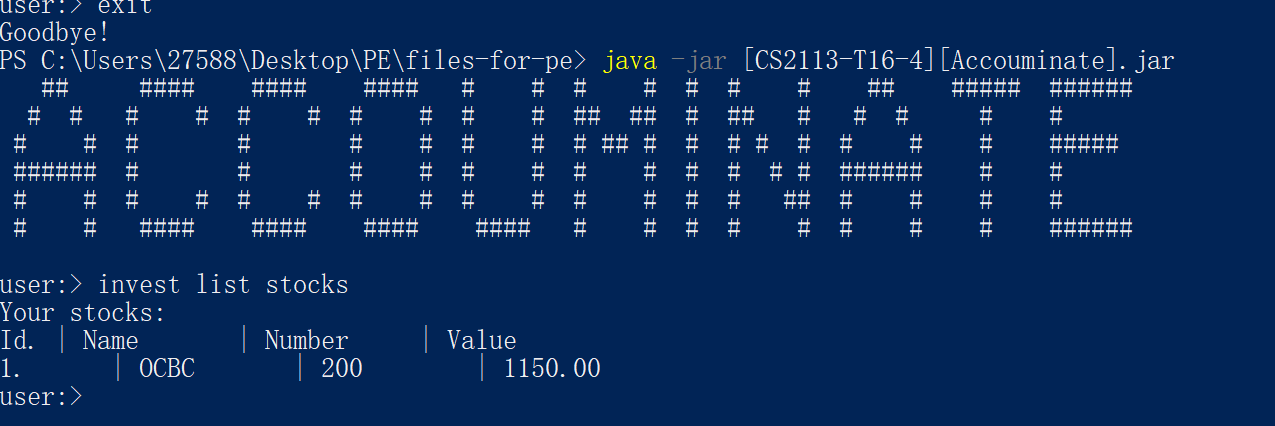 user:> exit
Goodbye!
PS C:\Users\27588\Desktop\PE\files-for-pe> java -jar [CS2113-T16-4][Accouminate].jar
ACCOUMINATE
user:> invest list stocks
Your stocks:
Id. | Name | Number | Value
1. | OCBC | 200 | 1150.00
user:>